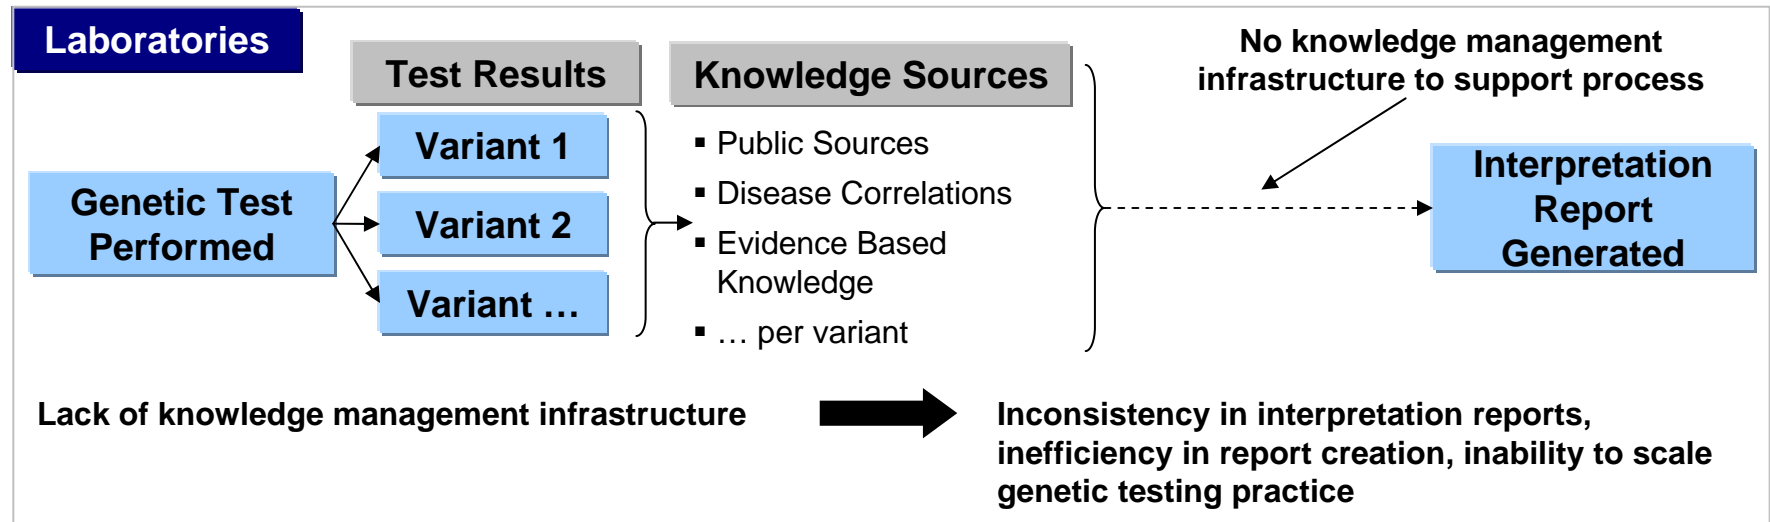 Laboratories
Test Results
Knowledge Sources
No knowledge management
infrastructure to support process
Genetic Test
Performed
Variant 1
Variant 2
Variant …
▪ Public Sources
▪ Disease Correlations
▪ Evidence Based
Knowledge
▪ … per variant
Interpretation
Report
Generated
Lack of knowledge management infrastructure
Inconsistency in interpretation reports,
inefficiency in report creation, inability to scale
genetic testing practice